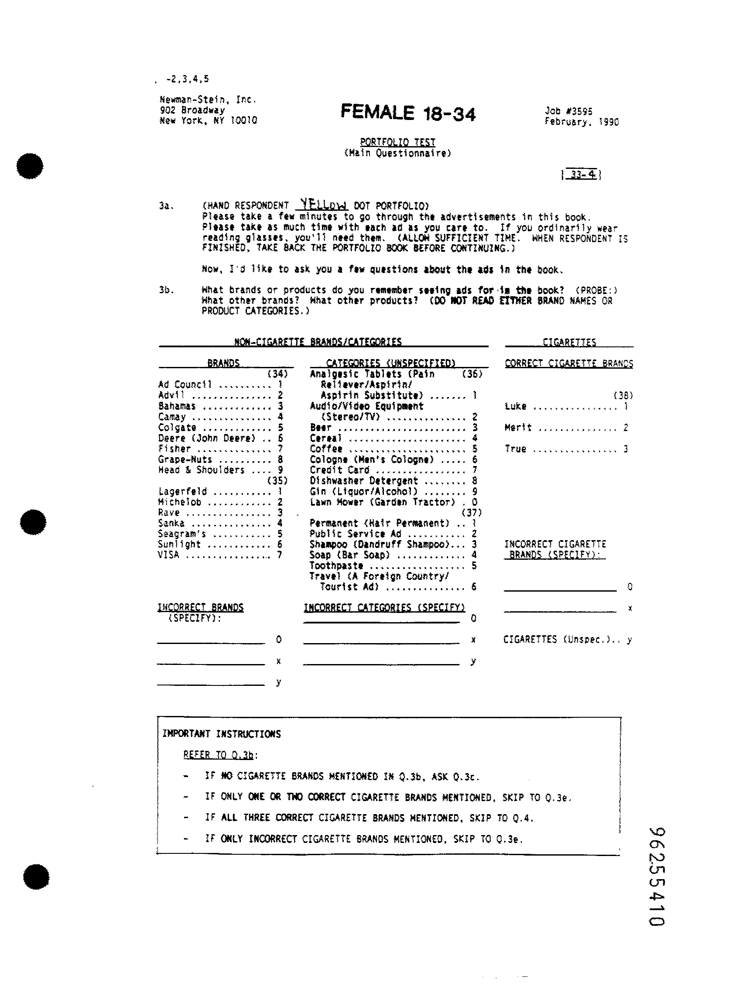 -2,3,4,5
Newman-Stein, Inc.
902 Broadway
New York, NY 10010
FEMALE 18-34
Job #3595
February, 1990
PORTFOLIO TEST
(Main Questionnaire)
33-4
3a. (HAND RESPONDENT YELLOW DOT PORTFOLIO)
Please take a few minutes to go through the advertisements in this book.
Please take as much time with each ad as you care to. If you ordinarily wear
reading glasses, you'll need them. (ALLOW SUFFICIENT TIME. WHEN RESPONDENT IS
FINISHED, TAKE BACK THE PORTFOLIO BOOK BEFORE CONTINUING.)
Now, I'd like to ask you a few questions about the ads in the book.
3b. What brands or products do you remember seeing ads for in the book? (PROBE:)
What other brands? What other products? (DO NOT READ EITHER BRAND NAMES OR
PRODUCT CATEGORIES.)
NON-CIGARETTE BRANDS/CATEGORIES
BRANDS
(34)
Ad Council .......... 1
Advil ............... 2
Bahamas ............. 3
Camay ............... 4
Colgate ............. 5
Deere (John Deere) .. 6
Fisher .............. 7
Grape-Nuts .......... 8
Head & Shoulders .... 9
(35)
Lagerfeld ........... 1
Michelob ............ 2
Rave ................ 3
Sanka ............... 4
Seagram's ........... 5
Sunlight ............ 6
VISA ................ 7
INCORRECT BRANDS
(SPECIFY):
0
x
y
CATEGORIES (UNSPECIFIED)
Analgesic Tablets (Pain (36)
Reliever/Aspirin/
Aspirin Substitute) ....... 1
Audio/Video Equipment
(Stereo/TV) ............... 2
Beer ........................ 3
Cereal ...................... 4
Coffee ...................... 5
Cologne (Men's Cologne) ..... 6
Credit Card ................. 7
Dishwasher Detergent ........ 8
Gin (Liquor/Alcohol) ........ 9
Lawn Mower (Garden Tractor) . 0
(37)
Permanent (Hair Permanent) .. 1
Public Service Ad ........... 2
Shampoo (Dandruff Shampoo)... 3
Soap (Bar Soap) ............. 4
Toothpaste .................. 5
Travel (A Foreign Country/
Tourist Ad) ............... 6
INCORRECT CATEGORIES (SPECIFY)
0
x
y
CIGARETTES
CORRECT CIGARETTE BRANDS
(38)
Luke ................ 1
Merit ............... 2
True ................ 3
INCORRECT CIGARETTE
BRANDS (SPECIFY):
0
x
CIGARETTES (Unspec.).. y
IMPORTANT INSTRUCTIONS
REFER TO Q.3b:
- IF NO CIGARETTE BRANDS MENTIONED IN Q.3b, ASK Q.3c.
- IF ONLY ONE OR TWO CORRECT CIGARETTE BRANDS MENTIONED, SKIP TO Q.3e.
- IF ALL THREE CORRECT CIGARETTE BRANDS MENTIONED, SKIP TO Q.4.
- IF ONLY INCORRECT CIGARETTE BRANDS MENTIONED, SKIP TO Q.3e.
96255410